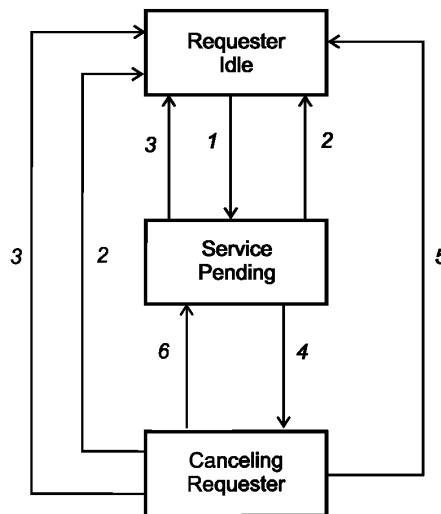 Requester
Idle
3
1
2
Service
Pending
3
2
5
6
4
Canceling
Requester